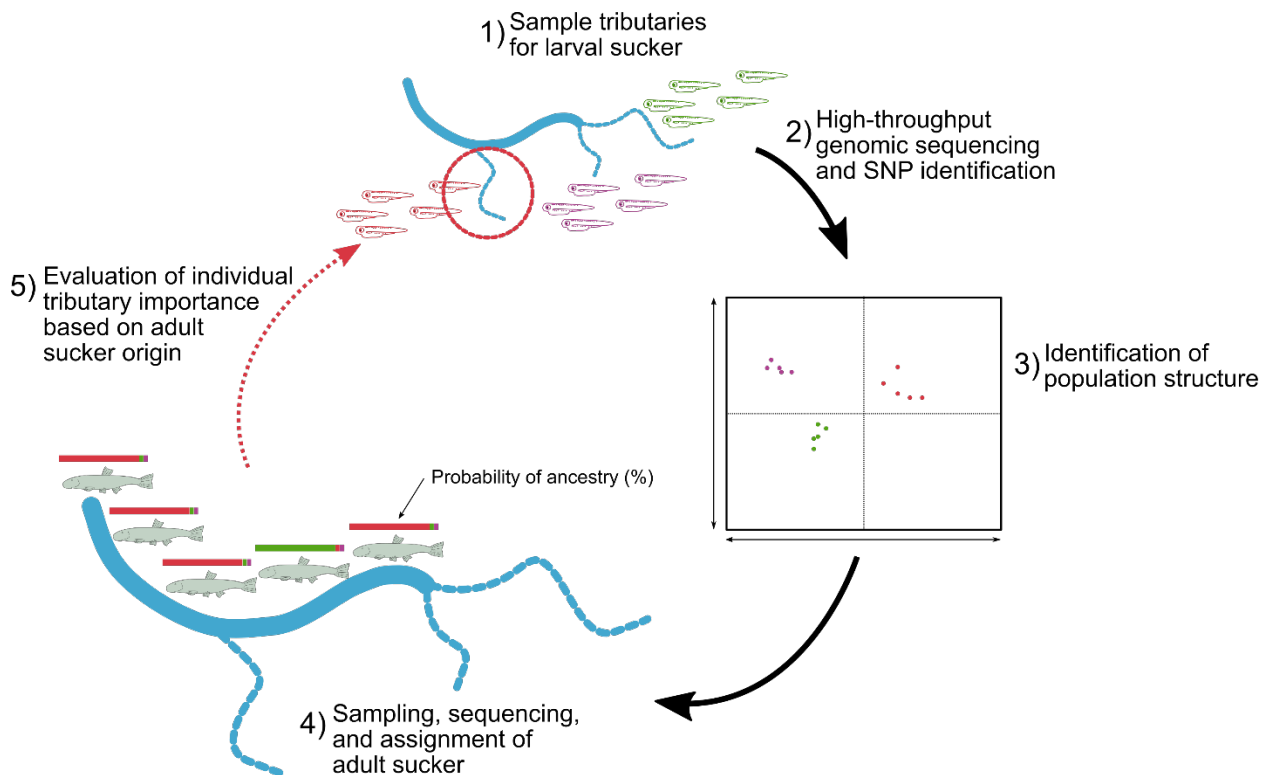 1) Sample tributaries
for larval sucker
2) High-throughput
genomic sequencing
and SNP identification
3) Identification of
population structure
4) Sampling, sequencing,
and assignment of
adult sucker
5) Evaluation of individual
tributary importance
based on adult
sucker origin
Probability of ancestry (%)